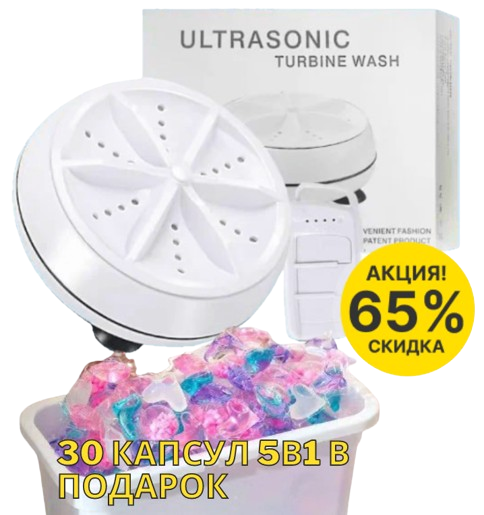 ULTRASONIC
TURBINE WASH
VENIENT FASHION
PATENT PRODUCT
АКЦИЯ!
65%
СКИДКА
30 КАПСУЛ 5В1 В
ПОДАРОК